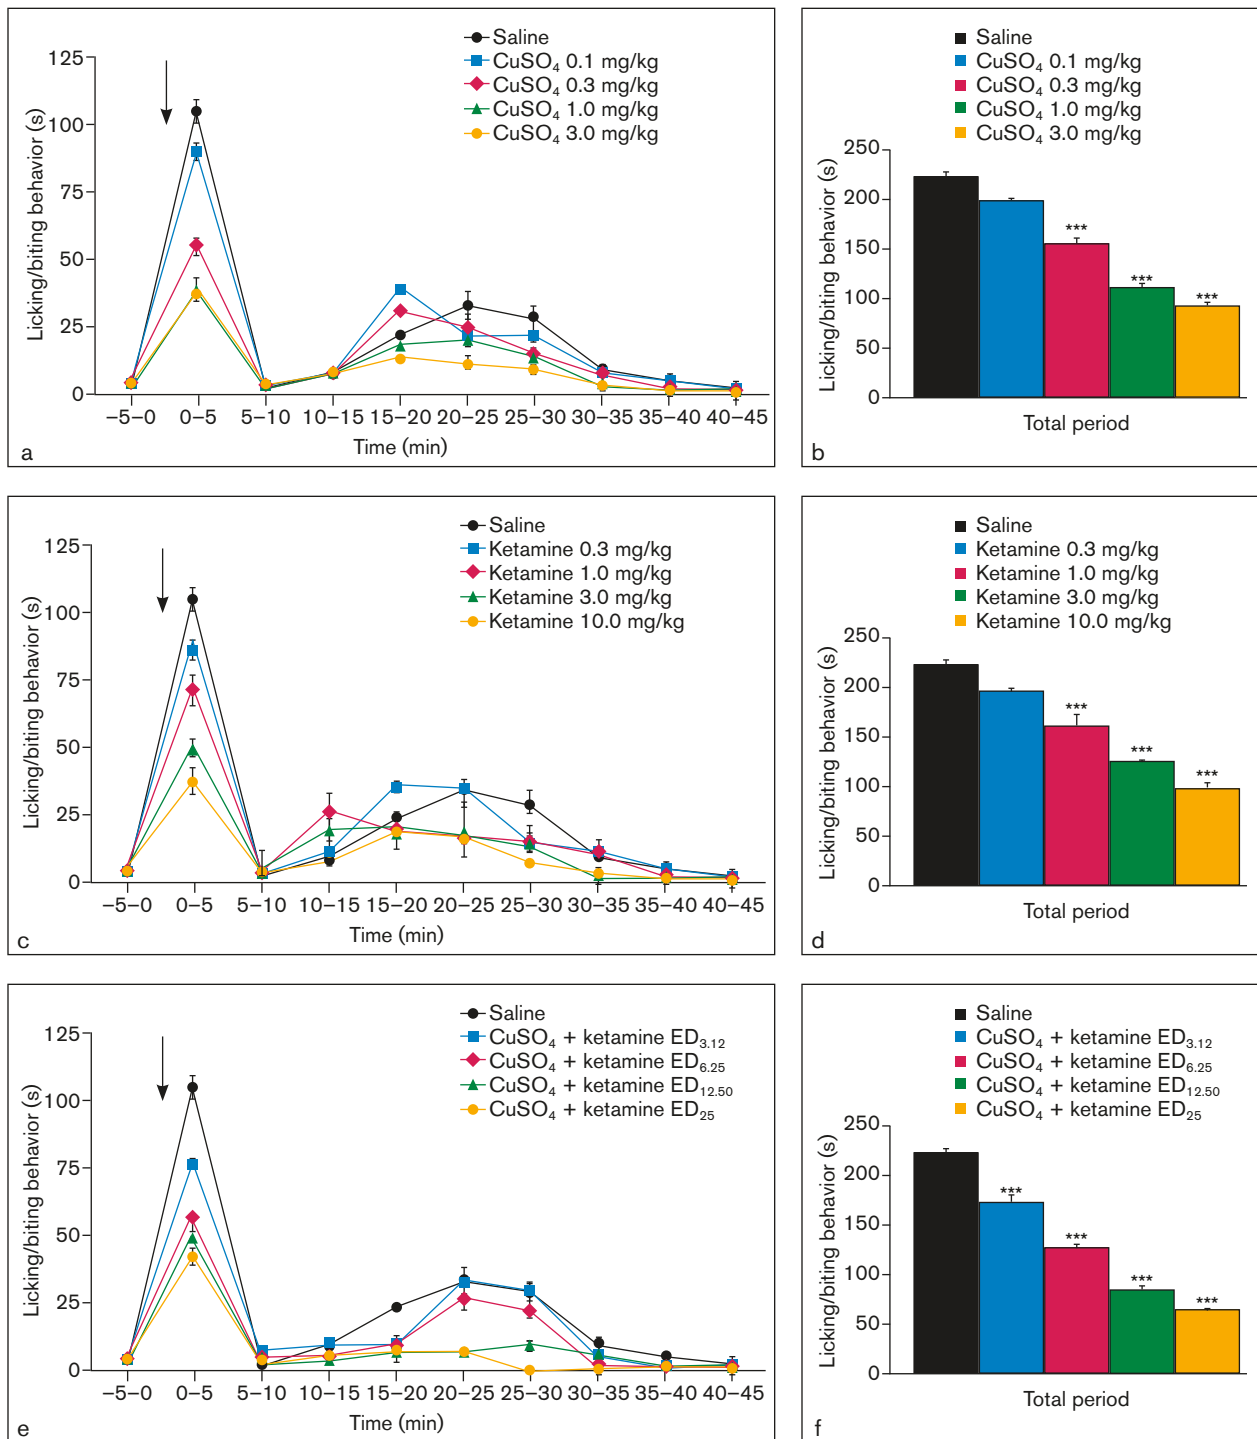 Saline
CuSO₄ 0.1 mg/kg
CuSO₄ 0.3 mg/kg
CuSO₄ 1.0 mg/kg
CuSO₄ 3.0 mg/kg
Licking/biting behavior (s)
125
100
75
50
25
0
–5–0 0–5 5–10 10–15 15–20 20–25 25–30 30–35 35–40 40–45
Time (min)
a
Saline
CuSO₄ 0.1 mg/kg
CuSO₄ 0.3 mg/kg
CuSO₄ 1.0 mg/kg
CuSO₄ 3.0 mg/kg
Licking/biting behavior (s)
250
200
150
100
50
0
***
***
***
Total period
b
Saline
Ketamine 0.3 mg/kg
Ketamine 1.0 mg/kg
Ketamine 3.0 mg/kg
Ketamine 10.0 mg/kg
Licking/biting behavior (s)
125
100
75
50
25
0
–5–0 0–5 5–10 10–15 15–20 20–25 25–30 30–35 35–40 40–45
Time (min)
c
Saline
Ketamine 0.3 mg/kg
Ketamine 1.0 mg/kg
Ketamine 3.0 mg/kg
Ketamine 10.0 mg/kg
Licking/biting behavior (s)
250
200
150
100
50
0
***
***
***
Total period
d
Saline
CuSO₄ + ketamine ED₃.₁₂
CuSO₄ + ketamine ED₆.₂₅
CuSO₄ + ketamine ED₁₂.₅₀
CuSO₄ + ketamine ED₂₅
Licking/biting behavior (s)
125
100
75
50
25
0
–5–0 0–5 5–10 10–15 15–20 20–25 25–30 30–35 35–40 40–45
Time (min)
e
Saline
CuSO₄ + ketamine ED₃.₁₂
CuSO₄ + ketamine ED₆.₂₅
CuSO₄ + ketamine ED₁₂.₅₀
CuSO₄ + ketamine ED₂₅
Licking/biting behavior (s)
250
200
150
100
50
0
***
***
***
***
Total period
f